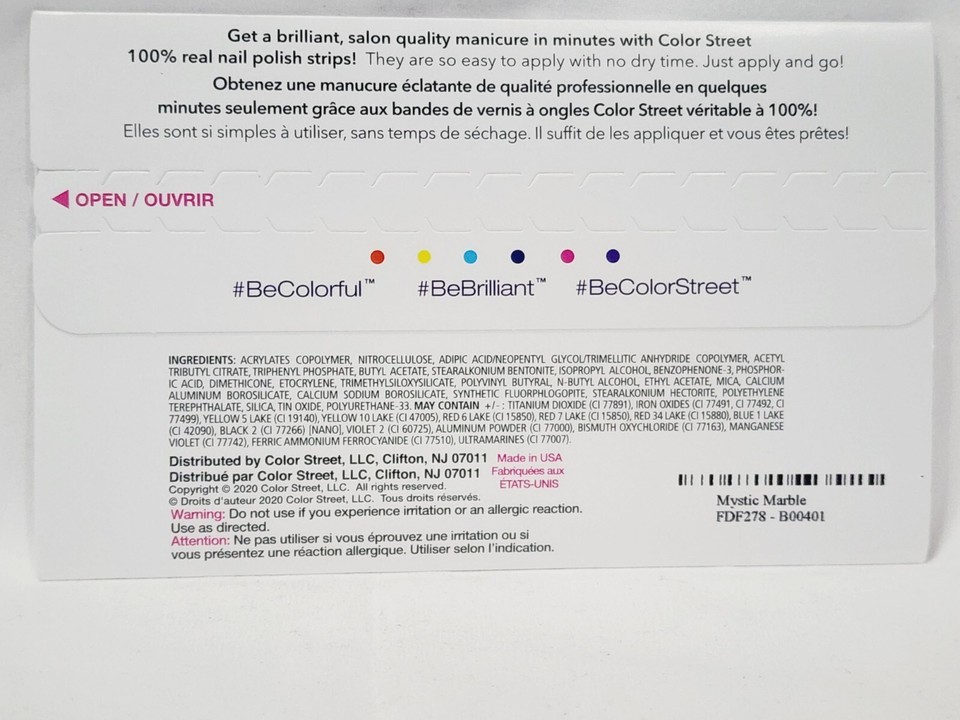 Get a brilliant, salon quality manicure in minutes with Color Street
100% real nail polish strips! They are so easy to apply with no dry time. Just apply and go!
Obtenez une manucure éclatante de qualité professionnelle en quelques
minutes seulement grâce aux bandes de vernis à ongles Color Street véritable à 100%!
Elles sont si simples à utiliser, sans temps de séchage. Il suffit de les appliquer et vous êtes prêtes!
OPEN / OUVRIR
#BeColorful™ #BeBrilliant™ #BeColorStreet™
INGREDIENTS: ACRYLATES COPOLYMER, NITROCELLULOSE, ADIPIC ACID/NEOPENTYL GLYCOL/TRIMELLITIC ANHYDRIDE COPOLYMER, ACETYL
TRIBUTYL CITRATE, TRIPHENYL PHOSPHATE, BUTYL ACETATE, STEARALKONIUM BENTONITE, ISOPROPYL ALCOHOL, BENZOPHENONE-3, PHOSPHOR-
IC ACID, DIMETHICONE, ETOCRYLENE, TRIMETHYLSILOXYSILICATE, POLYVINYL BUTYRAL, N-BUTYL ALCOHOL, ETHYL ACETATE, MICA, CALCIUM
ALUMINUM BOROSILICATE, CALCIUM SODIUM BOROSILICATE, SYNTHETIC FLUORPHLOGOPITE, STEARALKONIUM HECTORITE, POLYETHYLENE
TEREPHTHALATE, SILICA, TIN OXIDE, POLYURETHANE-33. MAY CONTAIN +/- : TITANIUM DIOXIDE (CI 77891), IRON OXIDES (CI 77491, CI 77492, CI
77499), YELLOW 5 LAKE (CI 19140), YELLOW 10 LAKE (CI 47005), RED 6 LAKE (CI 15850), RED 7 LAKE (CI 15850), RED 34 LAKE (CI 15880), BLUE 1 LAKE
(CI 42090), BLACK 2 (CI 77266) [NANO], VIOLET 2 (CI 60725), ALUMINUM POWDER (CI 77000), BISMUTH OXYCHLORIDE (CI 77163), MANGANESE
VIOLET (CI 77742), FERRIC AMMONIUM FERROCYANIDE (CI 77510), ULTRAMARINES (CI 77007).
Distributed by Color Street, LLC, Clifton, NJ 07011
Distribué par Color Street, LLC, Clifton, NJ 07011
Made in USA
Fabriquées aux
ÉTATS-UNIS
Copyright © 2020 Color Street, LLC. All rights reserved.
© Droits d'auteur 2020 Color Street, LLC. Tous droits réservés.
Warning: Do not use if you experience irritation or an allergic reaction.
Use as directed.
Attention: Ne pas utiliser si vous éprouvez une irritation ou si
vous présentez une réaction allergique. Utiliser selon l'indication.
Mystic Marble
FDF278 - B00401